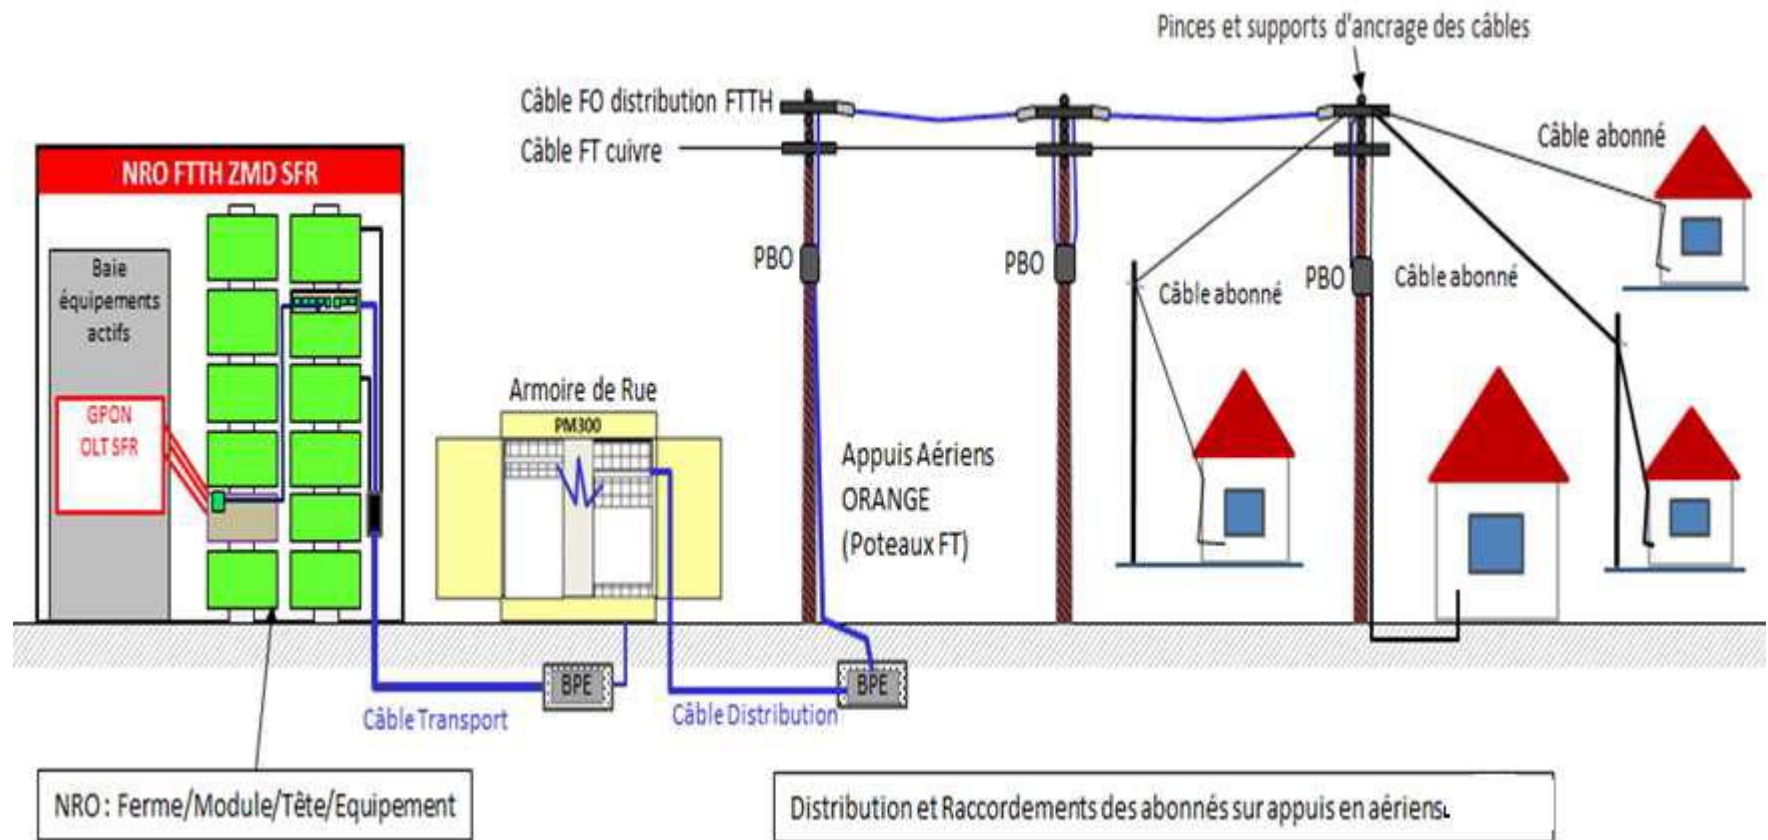 Pinces et supports d'ancrage des câbles
Câble FO distribution FTTH
Câble FT cuivre
Câble abonné
NRO FTTH ZMD SFR
Baie
équipements
actifs
GPON
OLT SFR
PBO
PBO
PBO
Câble abonné
Câble abonné
Armoire de Rue
PM300
Appuis Aériens
ORANGE
(Poteaux FT)
BPE
BPE
Câble Transport
Câble Distribution
NRO : Ferme/Module/Tête/Equipement
Distribution et Raccordements des abonnés sur appuis en aériens.